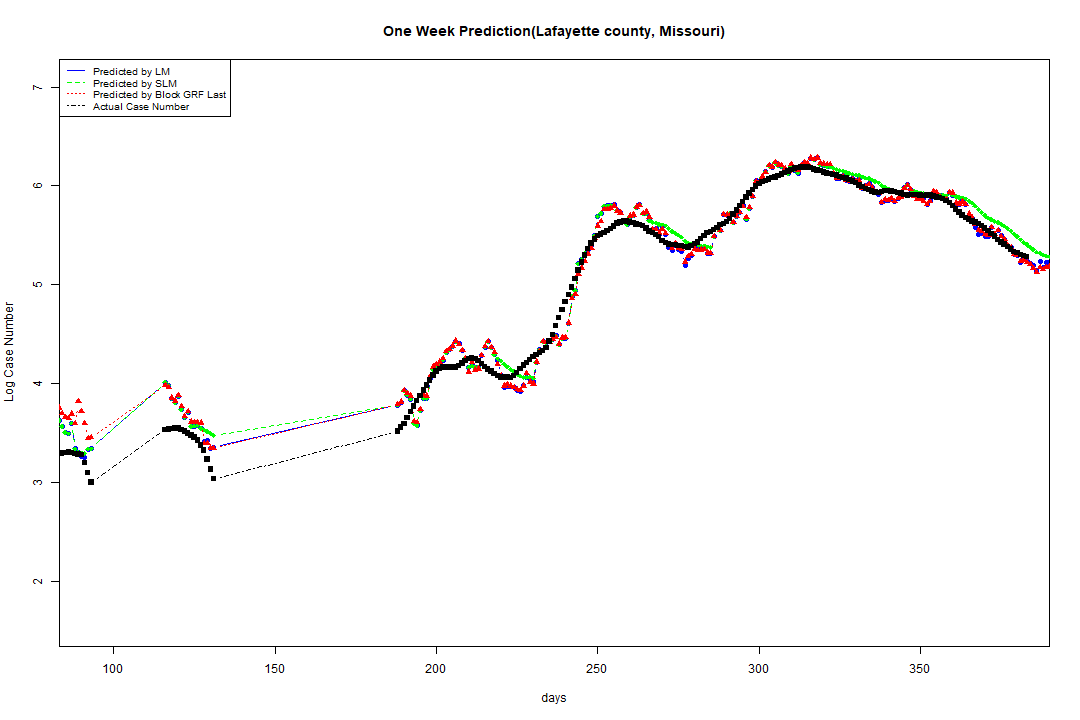 One Week Prediction(Lafayette county, Missouri)
Predicted by LM
Predicted by SLM
Predicted by Block GRF Last
Actual Case Number
Log Case Number
7
6
5
4
3
2
100 150 200 250 300 350
days